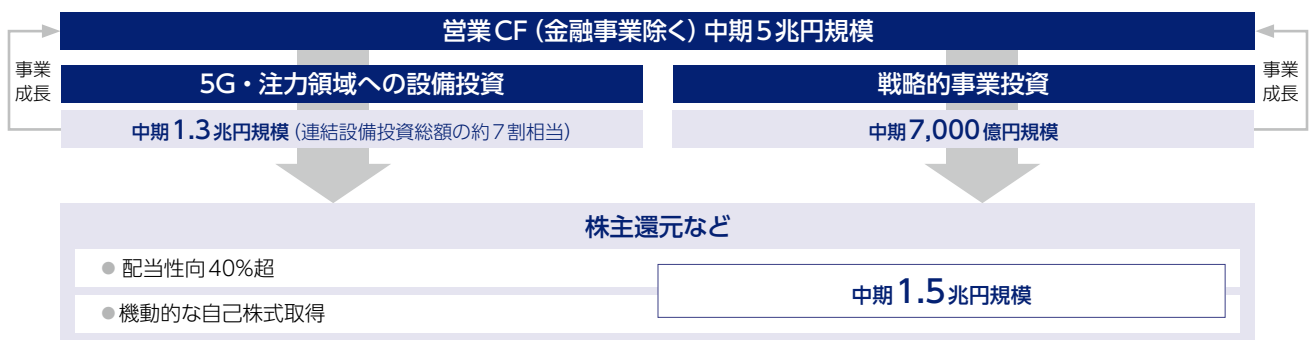 営業CF（金融事業除く）中期5兆円規模
事業
成長
5G・注力領域への設備投資
戦略的事業投資
事業
成長
中期1.3兆円規模（連結設備投資総額の約7割相当）
中期7,000億円規模
株主還元など
● 配当性向40%超
●機動的な自己株式取得
中期1.5兆円規模